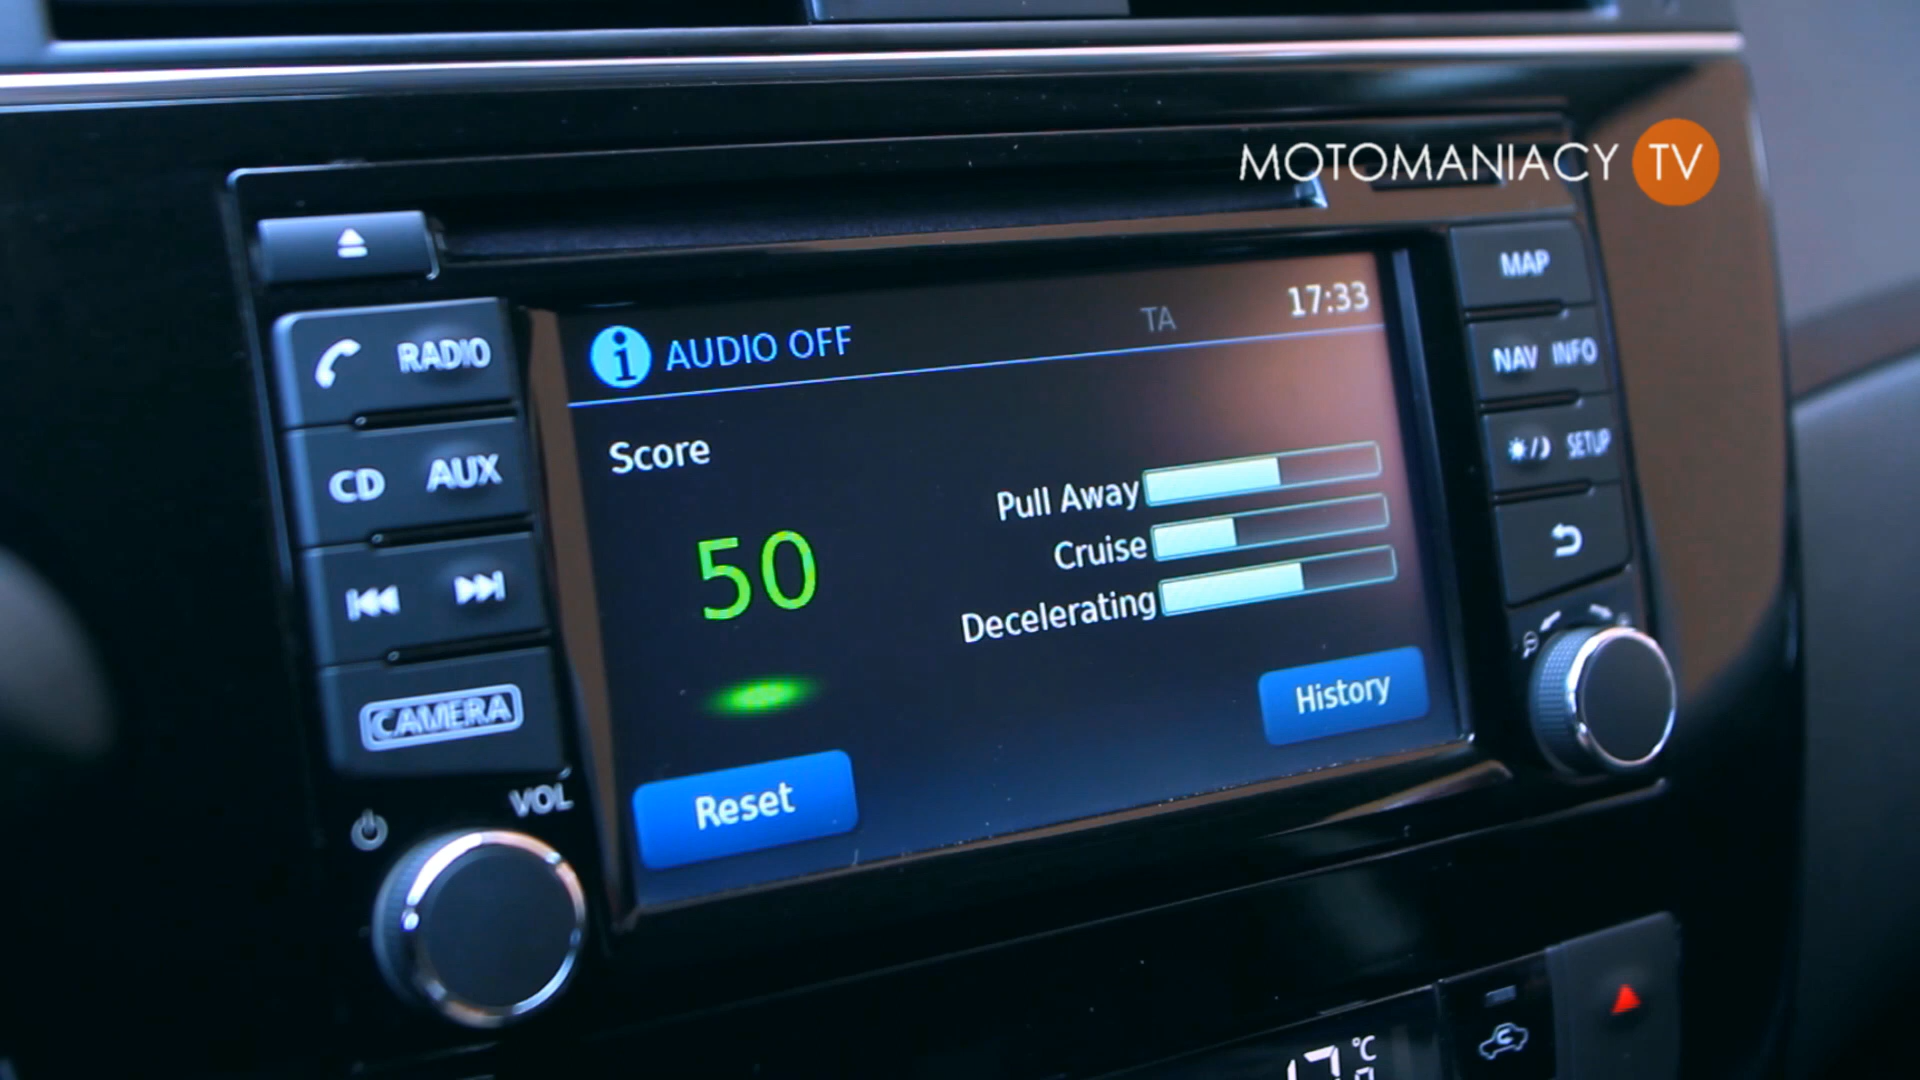 MOTOMANIACY TV
MAP
RADIO
AUDIO OFF
TA
17:33
NAV INFO
CD AUX
Score
SETUP
Pull Away
50
Cruise
Decelerating
CAMERA
History
VOL
Reset
°C